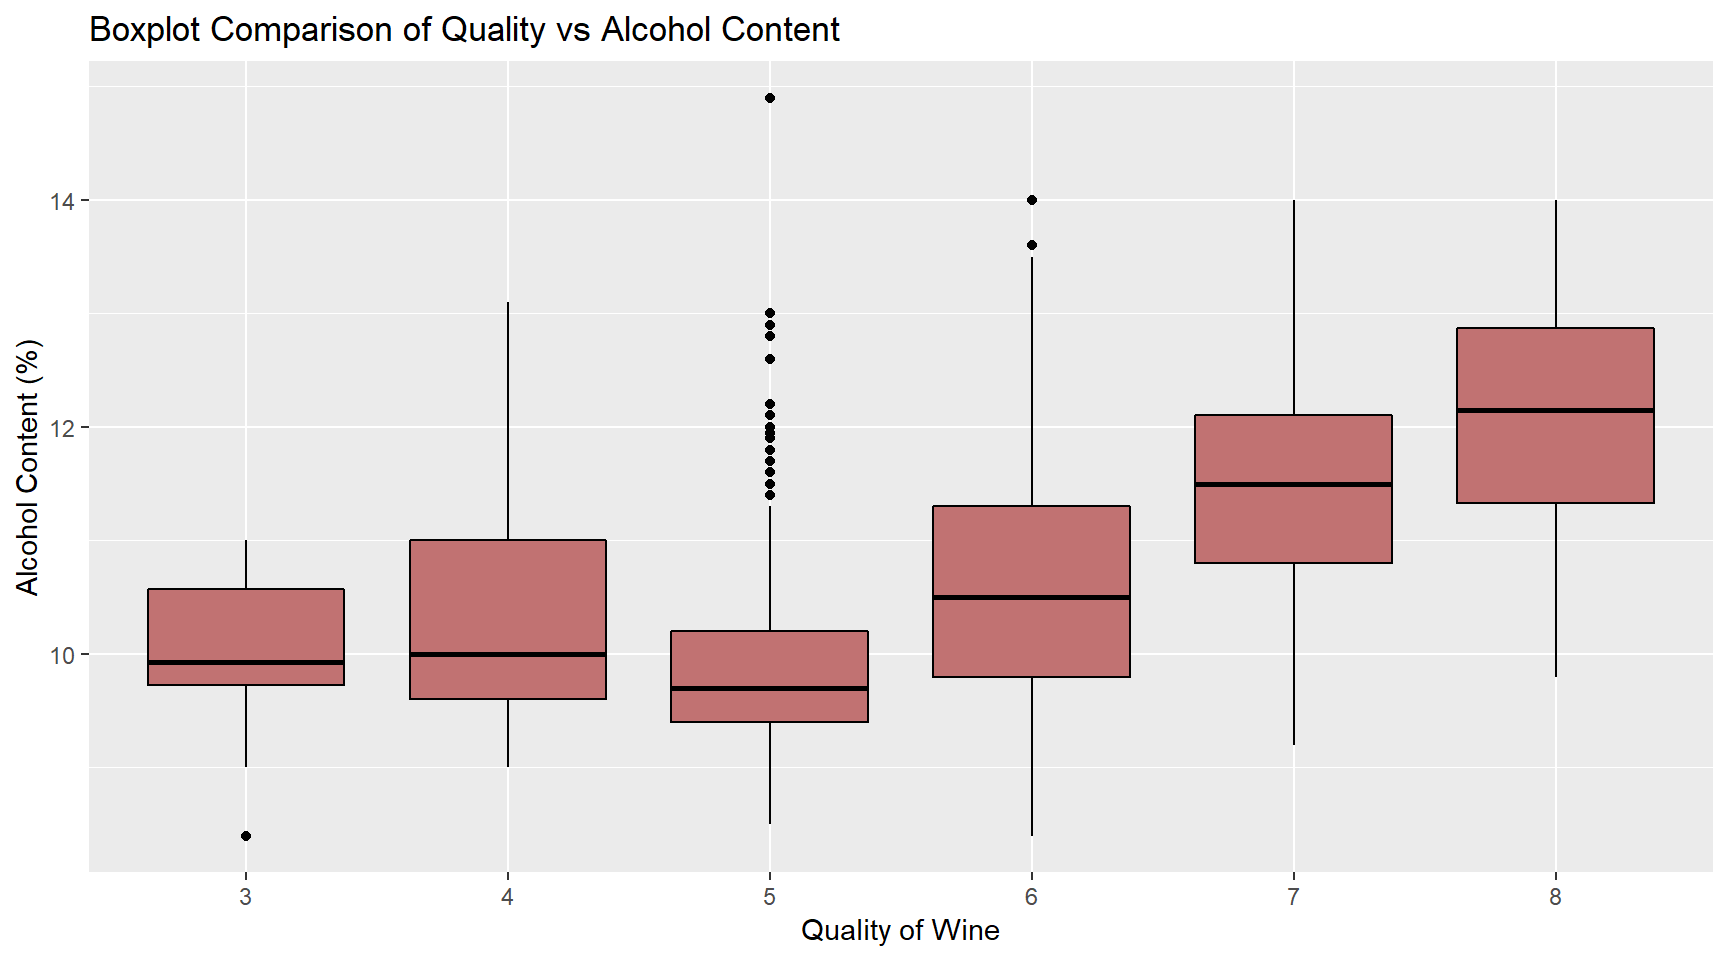 Boxplot Comparison of Quality vs Alcohol Content
Alcohol Content (%)
14
12
10
3 4 5 6 7 8
Quality of Wine